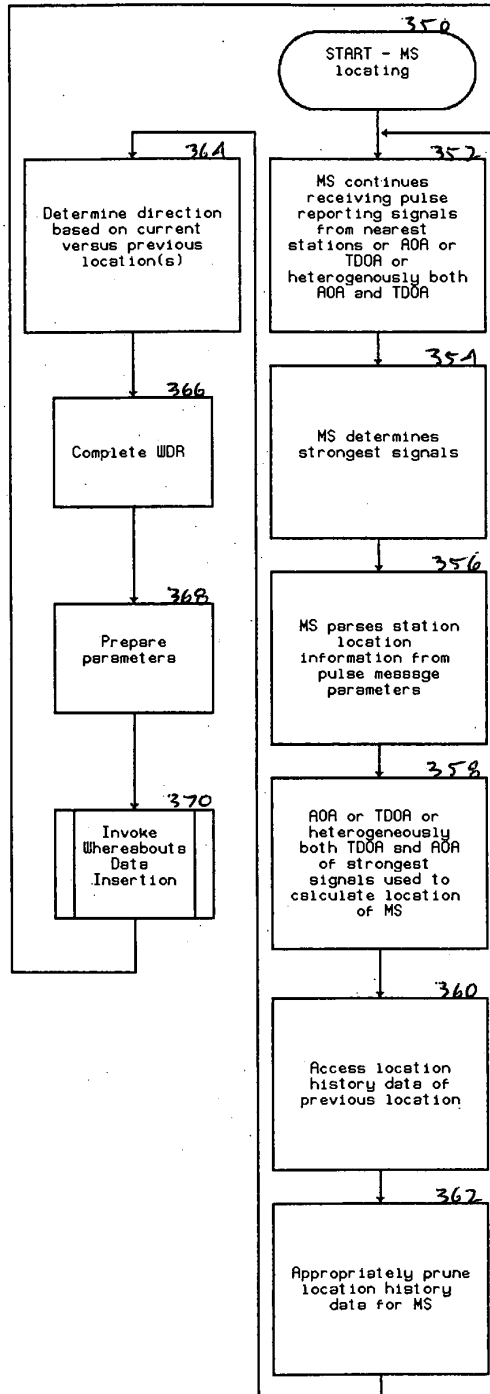 350
START - MS
locating
352
MS continues
receiving pulse
reporting signals
from nearest
stations or AOA or
TDOA or
heterogenously both
AOA and TDOA
354
MS determines
strongest signals
356
MS parses station
location
information from
pulse message
parameters
358
AOA or TDOA or
heterogeneously
both TDOA and AOA
of strongest
signals used to
calculate location
of MS
360
Access location
history data of
previous location
362
Appropriately prune
location history
data for MS
364
Determine direction
based on current
versus previous
location(s)
366
Complete WDR
368
Prepare
parameters
370
Invoke
Whereabouts
Data
Insertion